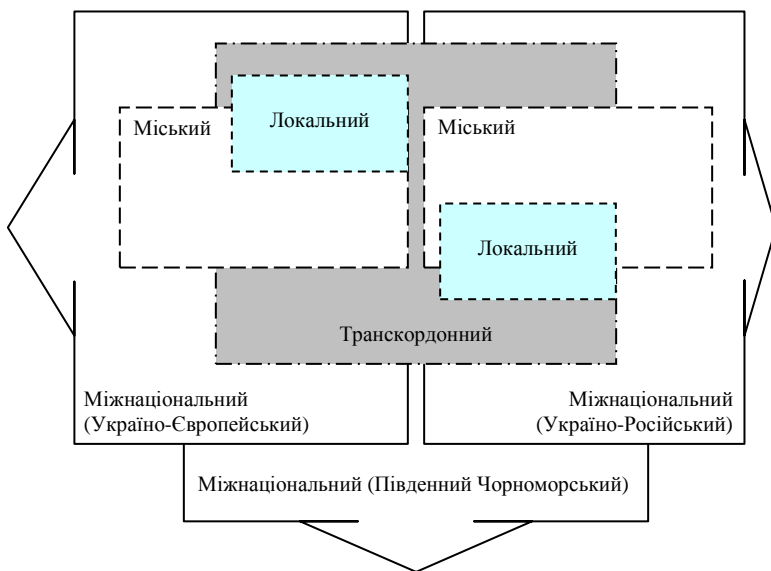 Локальний
Міський
Міський
Локальний
Транскордонний
Міжнаціональний
(Україно-Європейський)
Міжнаціональний
(Україно-Російський)
Міжнаціональний (Південний Чорноморський)